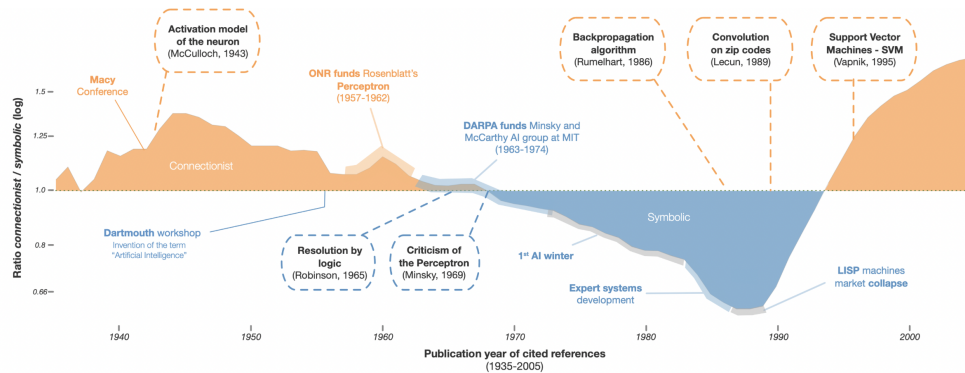 Activation model
of the neuron
(McCulloch, 1943)
Macy
Conference
ONR funds Rosenblatt's
Perceptron
(1957-1962)
Backpropagation
algorithm
(Rumelhart, 1986)
Convolution
on zip codes
(Lecun, 1989)
Support Vector
Machines - SVM
(Vapnik, 1995)
DARPA funds Minsky and
McCarthy AI group at MIT
(1963-1974)
Ratio connectionist / symbolic (log)
1.5
1.25
1.0
0.8
0.66
Connectionist
Symbolic
Dartmouth workshop
Invention of the term
"Artificial Intelligence"
Resolution by
logic
(Robinson, 1965)
Criticism of
the Perceptron
(Minsky, 1969)
1st AI winter
Expert systems
development
LISP machines
market collapse
1940
1950
1960
1970
1980
1990
2000
Publication year of cited references
(1935-2005)